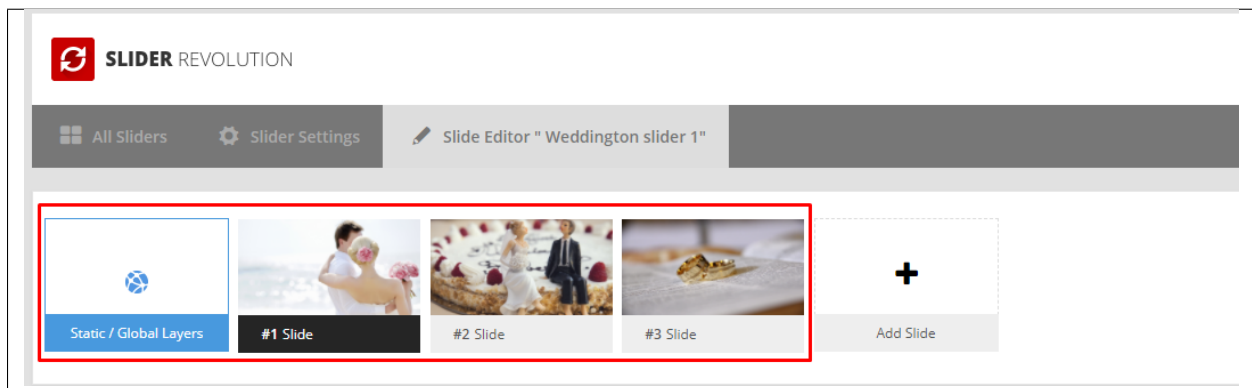 SLIDER REVOLUTION
All Sliders Slider Settings Slide Editor " Weddington slider 1"
Static / Global Layers #1 Slide #2 Slide #3 Slide Add Slide